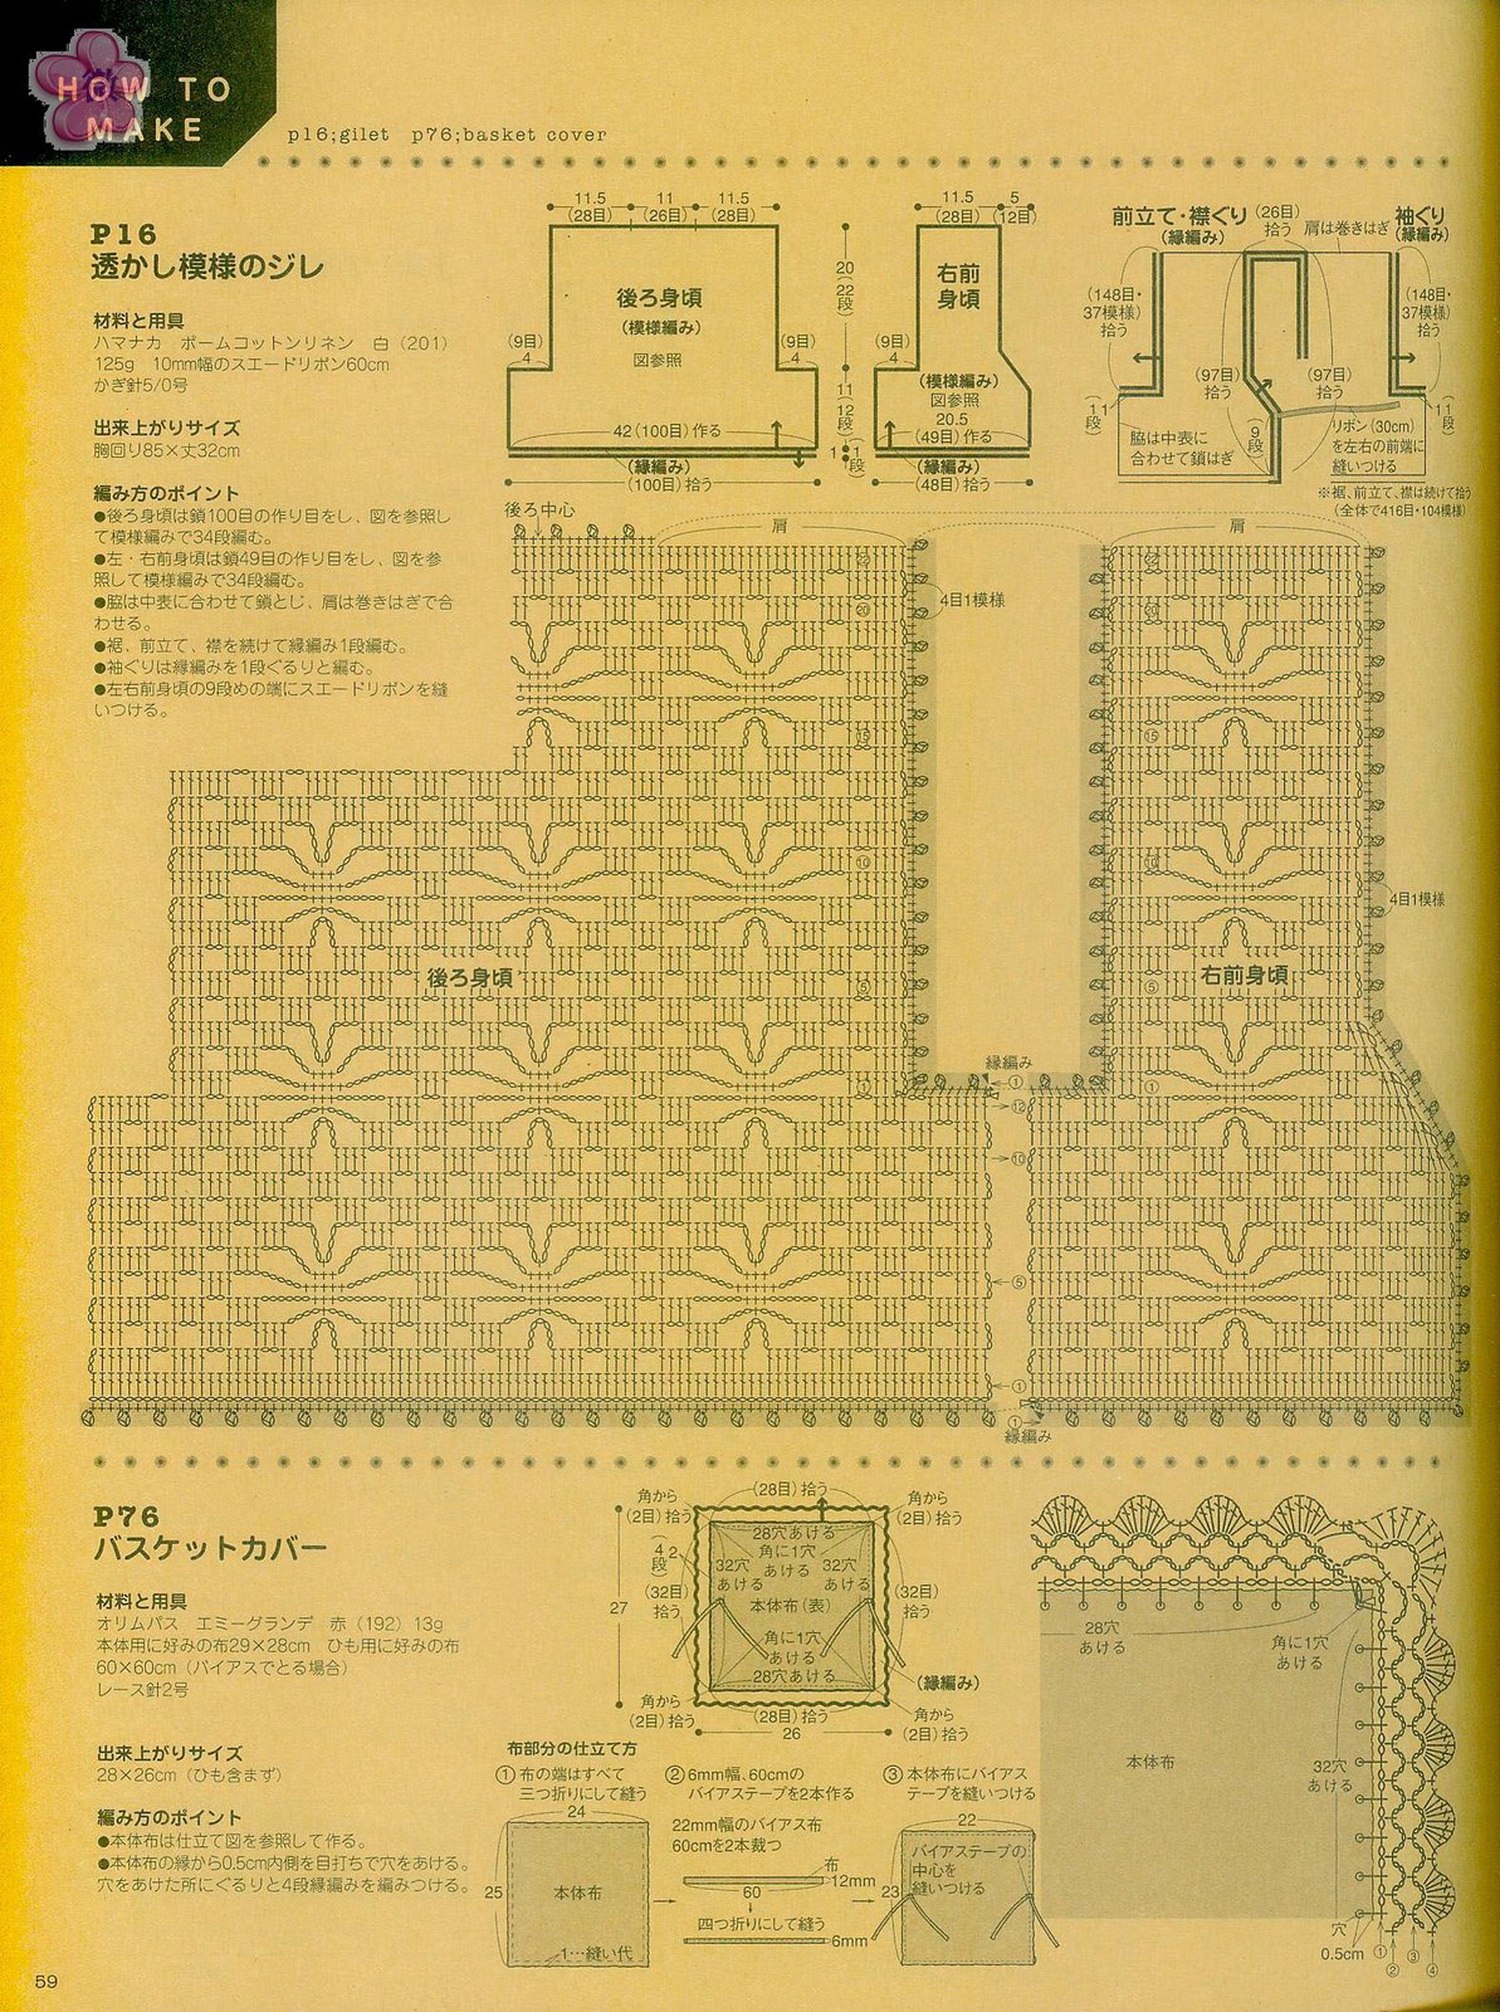 HOW TO
MAKE
p16;gilet p76;basket cover
P16
透かし模様のジレ
材料と用具
ハマナカ ポームコットンリネン 白（201）
125g 10mm幅のスエードリボン60cm
かぎ針5/0号
出来上がりサイズ
胸回り85×丈32cm
編み方のポイント
●後ろ身頃は鎖100目の作り目をし、図を参照し
て模様編みで34段編む。
●左・右前身頃は鎖49目の作り目をし、図を参
照して模様編みで34段編む。
●脇は中表に合わせて鎖とじ、肩は巻きはぎで合
わせる。
●裾、前立て、襟を続けて縁編み1段編む。
●袖ぐりは縁編みを1段ぐるりと編む。
●左右前身頃の9段めの端にスエードリボンを縫
いつける。
11.5 11 11.5
（28目）（26目）（28目）
後ろ身頃
（模様編み）
図参照
（9目）
4
（9目）
4
42（100目）作る
（縁編み）
（100目）拾う
20
（22段）
11
（12段）
1（1段）
11.5 5
（28目）（12目）
右前
身頃
（9目）
4
（模様編み）
図参照
20.5
（49目）作る
（縁編み）
（48目）拾う
前立て・襟ぐり
（縁編み）
（26目）
拾う
肩は巻きはぎ
袖ぐり
（縁編み）
（148目・
37模様）
拾う
（148目・
37模様）
拾う
（97目）
拾う
（97目）
拾う
1（1段）
1（1段）
脇は中表に
合わせて鎖はぎ
9段
リボン（30cm）
を左右の前端に
縫いつける
※裾、前立て、襟は続けて拾う
（全体で416目・104模様）
後ろ中心
肩
肩
㉒
⑳
⑮
⑩
⑤
①
㉒
⑳
⑮
⑩
⑤
①
4目1模様
4目1模様
後ろ身頃
右前身頃
縁編み
①
⑫
⑩
⑤
①
①
縁編み
P76
バスケットカバー
材料と用具
オリムパス エミーグランデ 赤（192）13g
本体用に好みの布29×28cm ひも用に好みの布
60×60cm（バイアスでとる場合）
レース針2号
出来上がりサイズ
28×26cm（ひも含まず）
編み方のポイント
●本体布は仕立て図を参照して作る。
●本体布の縁から0.5cm内側を目打ちで穴をあける。
穴をあけた所にぐるりと4段縁編みを編みつける。
角から
（2目）拾う
（28目）拾う
角から
（2目）拾う
28穴あける
角に1穴
あける
（4段）2
32穴
あける
32穴
あける
（32目）
拾う
（32目）
拾う
27
本体布（表）
角に1穴
あける
28穴あける
（縁編み）
角から
（2目）拾う
（28目）拾う
26
角から
（2目）拾う
布部分の仕立て方
①布の端はすべて
三つ折りにして縫う
24
25
本体布
1…縫い代
②6mm幅、60cmの
バイアステープを2本作る
22mm幅のバイアス布
60cmを2本裁つ
布
12mm
60
四つ折りにして縫う
6mm
③本体布にバイアス
テープを縫いつける
22
23
バイアステープの
中心を
縫いつける
28穴
あける
角に1穴
あける
本体布
32穴
あける
穴
0.5cm
①
②
③
④
59